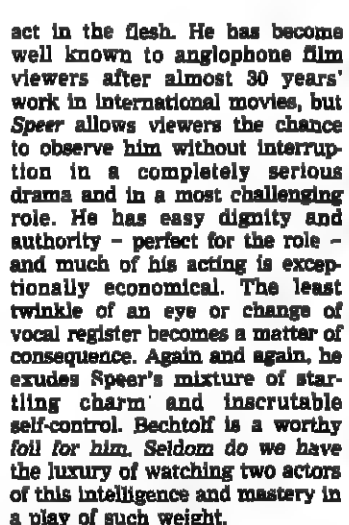 act in the flesh. He has become
well known to anglophone film
viewers after almost 30 years'
work in international movies, but
Speer allows viewers the chance
to observe him without interrup-
tion in a completely serious
drama and in a most challenging
role. He has easy dignity and
authority – perfect for the role –
and much of his acting is excep-
tionally economical. The least
twinkle of an eye or change of
vocal register becomes a matter of
consequence. Again and again, he
exudes Speer's mixture of star-
tling charm and inscrutable
self-control. Bechtolf is a worthy
foil for him. Seldom do we have
the luxury of watching two actors
of this intelligence and mastery in
a play of such weight.